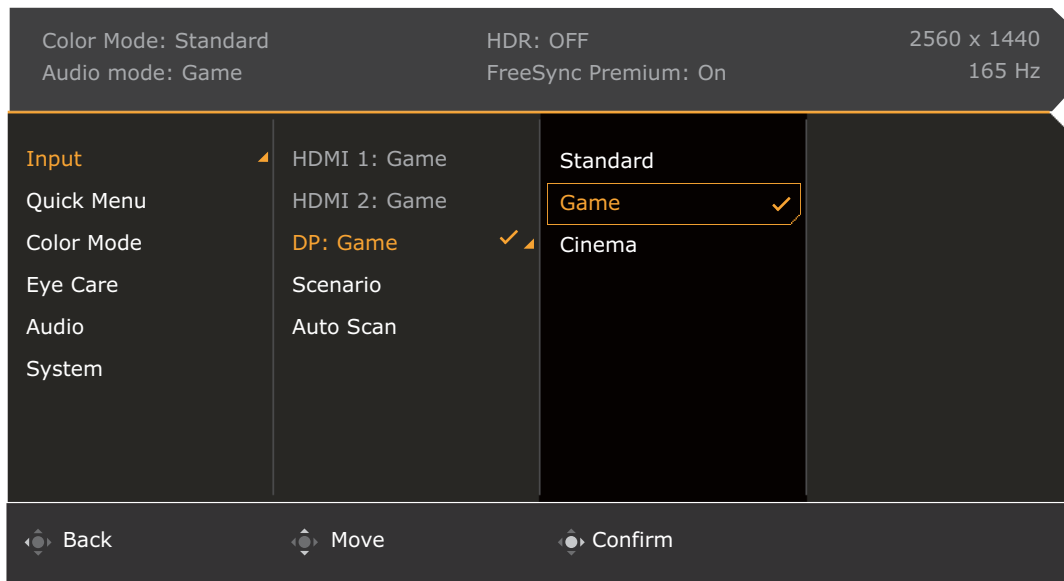 Color Mode: Standard
HDR: OFF
2560 x 1440
Audio mode: Game
FreeSync Premium: On
165 Hz
Input
Quick Menu
Color Mode
Eye Care
Audio
System
HDMI 1: Game
HDMI 2: Game
DP: Game
Scenario
Auto Scan
Standard
Game
Cinema
Back
Move
Confirm